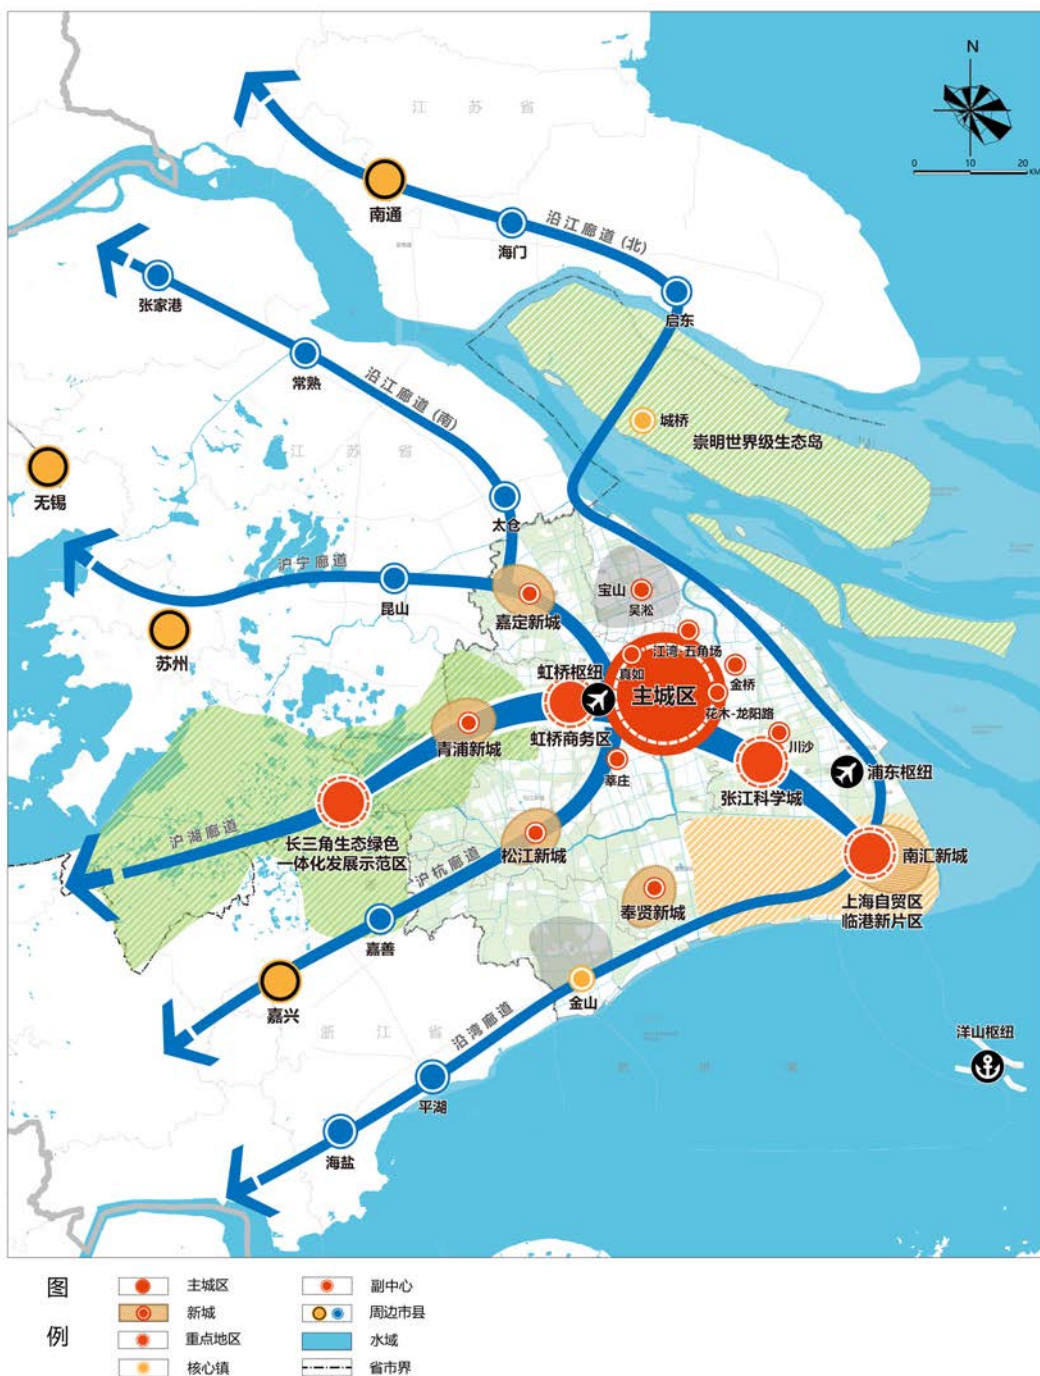 N
0 10 20
KM
江苏省
南通
沿江廊道(北)
海门
张家港
启东
常熟
沿江廊道(南)
城桥
崇明世界级生态岛
江苏省
无锡
太仓
沪宁廊道
昆山
宝山
吴淞
嘉定新城
苏州
江湾-五角场
虹桥枢纽
真如
主城区
金桥
花木-龙阳路
青浦新城
虹桥商务区
川沙
莘庄
浦东枢纽
张江科学城
沪湖廊道
长三角生态绿色
一体化发展示范区
沪杭廊道
松江新城
南汇新城
奉贤新城
上海自贸区
临港新片区
嘉善
嘉兴
金山
浙江省
沿湾廊道
洋山枢纽
平湖
海盐
图例
主城区
副中心
新城
周边市县
重点地区
水域
核心镇
省市界